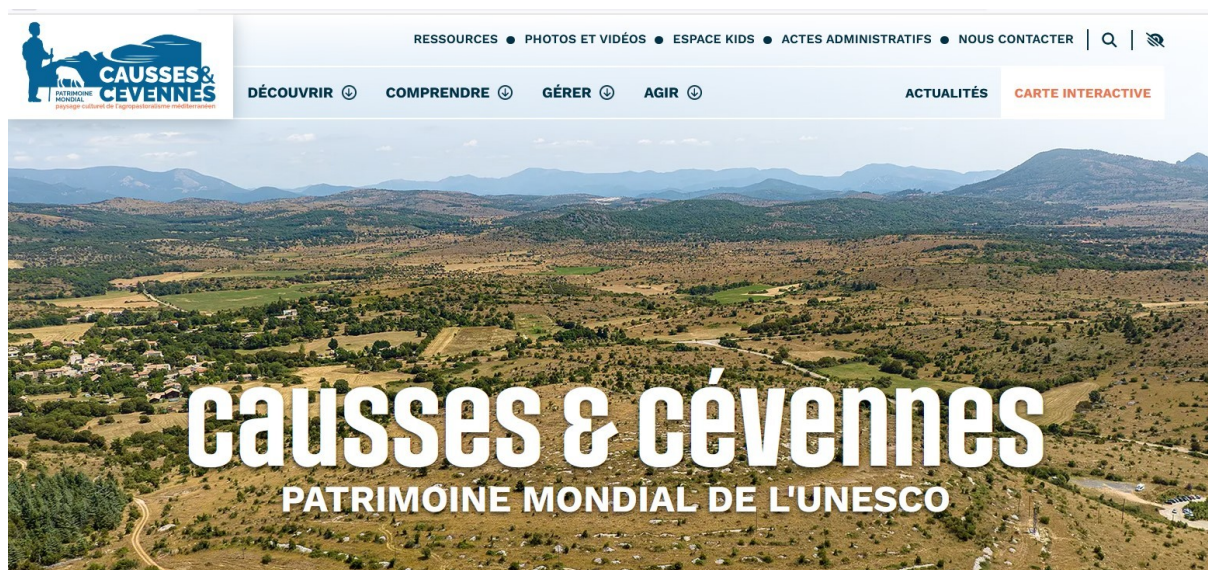 RESSOURCES ● PHOTOS ET VIDÉOS ● ESPACE KIDS ● ACTES ADMINISTRATIFS ● NOUS CONTACTER
CAUSSES&
CÉVENNES
PATRIMOINE
MONDIAL
paysage culturel de l'agropastoralisme méditerranéen
DÉCOUVRIR COMPRENDRE GÉRER AGIR ACTUALITÉS CARTE INTERACTIVE
causses & cévennes
PATRIMOINE MONDIAL DE L'UNESCO